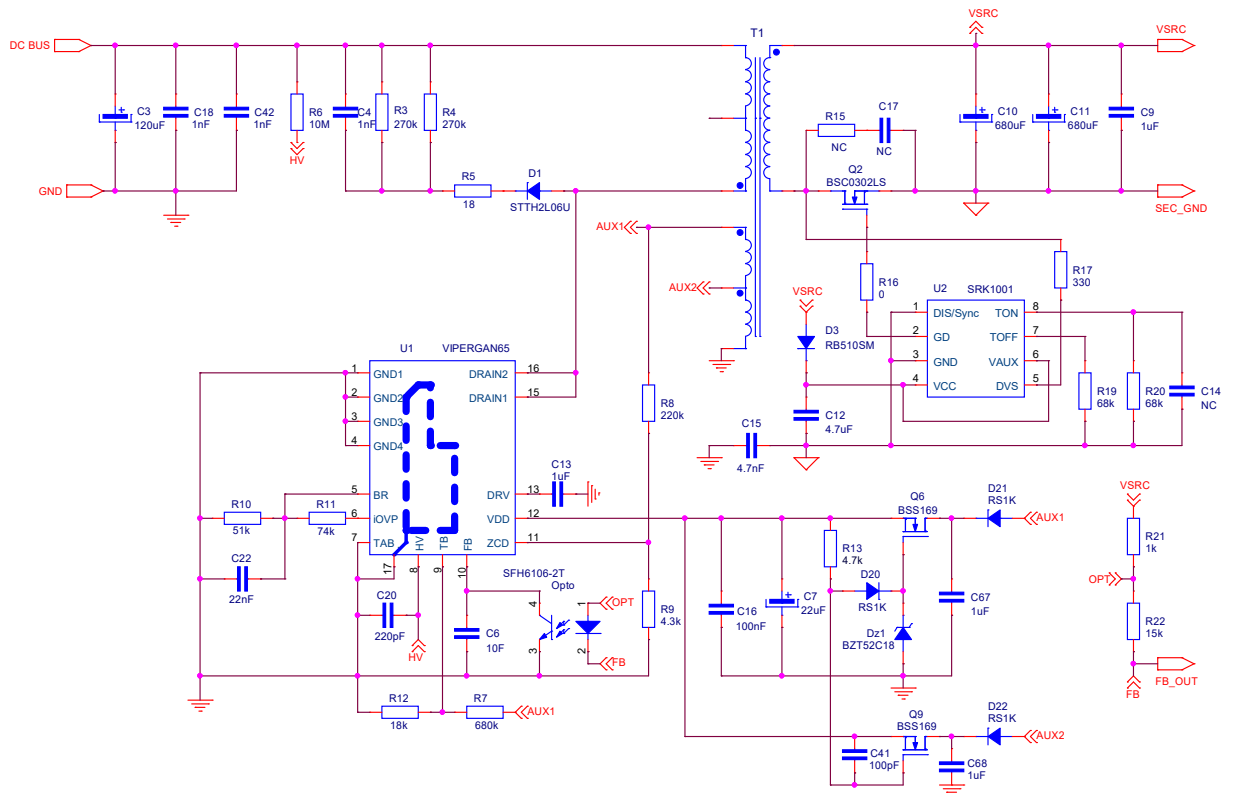 VSRC
T1
DC BUS
VSRC
C3
120uF
C18
1nF
C42
1nF
R6
10M
HV
C4
1nF
R3
270k
R4
270k
R15
NC
C17
NC
C10
680uF
C11
680uF
C9
1uF
GND
R5
18
D1
STTH2L06U
Q2
BSC0302LS
SEC_GND
AUX1
AUX2
VSRC
R16
0
R17
330
U2
SRK1001
1
DIS/Sync
TON
8
2
GD
TOFF
7
3
GND
VAUX
6
4
VCC
DVS
5
D3
RB510SM
R19
68k
R20
68k
C14
NC
C12
4.7uF
C15
4.7nF
U1
VIPERGAN65
1
GND1
DRAIN2
16
2
GND2
DRAIN1
15
3
GND3
4
GND4
5
BR
DRV
13
6
iOVP
VDD
12
7
TAB
HV
TB
FB
ZCD
11
17
8
9
10
R8
220k
C13
1uF
R10
51k
R11
74k
C22
22nF
C20
220pF
HV
C6
10F
SFH6106-2T
Opto
4
3
1
2
OPT
FB
R9
4.3k
R12
18k
R7
680k
AUX1
Q6
BSS169
D21
RS1K
AUX1
R13
4.7k
D20
RS1K
C16
100nF
C7
22uF
Dz1
BZT52C18
C67
1uF
VSRC
R21
1k
OPT
R22
15k
FB_OUT
FB
Q9
BSS169
D22
RS1K
AUX2
C41
100pF
C68
1uF